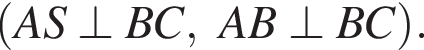 (AS ⊥ BC, AB ⊥ BC).